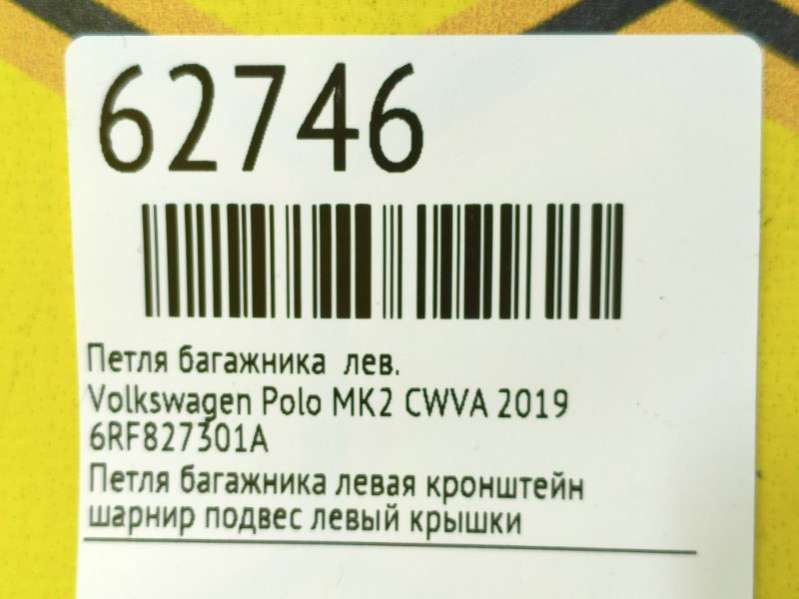 62746
Петля багажника лев.
Volkswagen Polo MK2 CWVA 2019
6RF827301A
Петля багажника левая кронштейн
шарнир подвес левый крышки